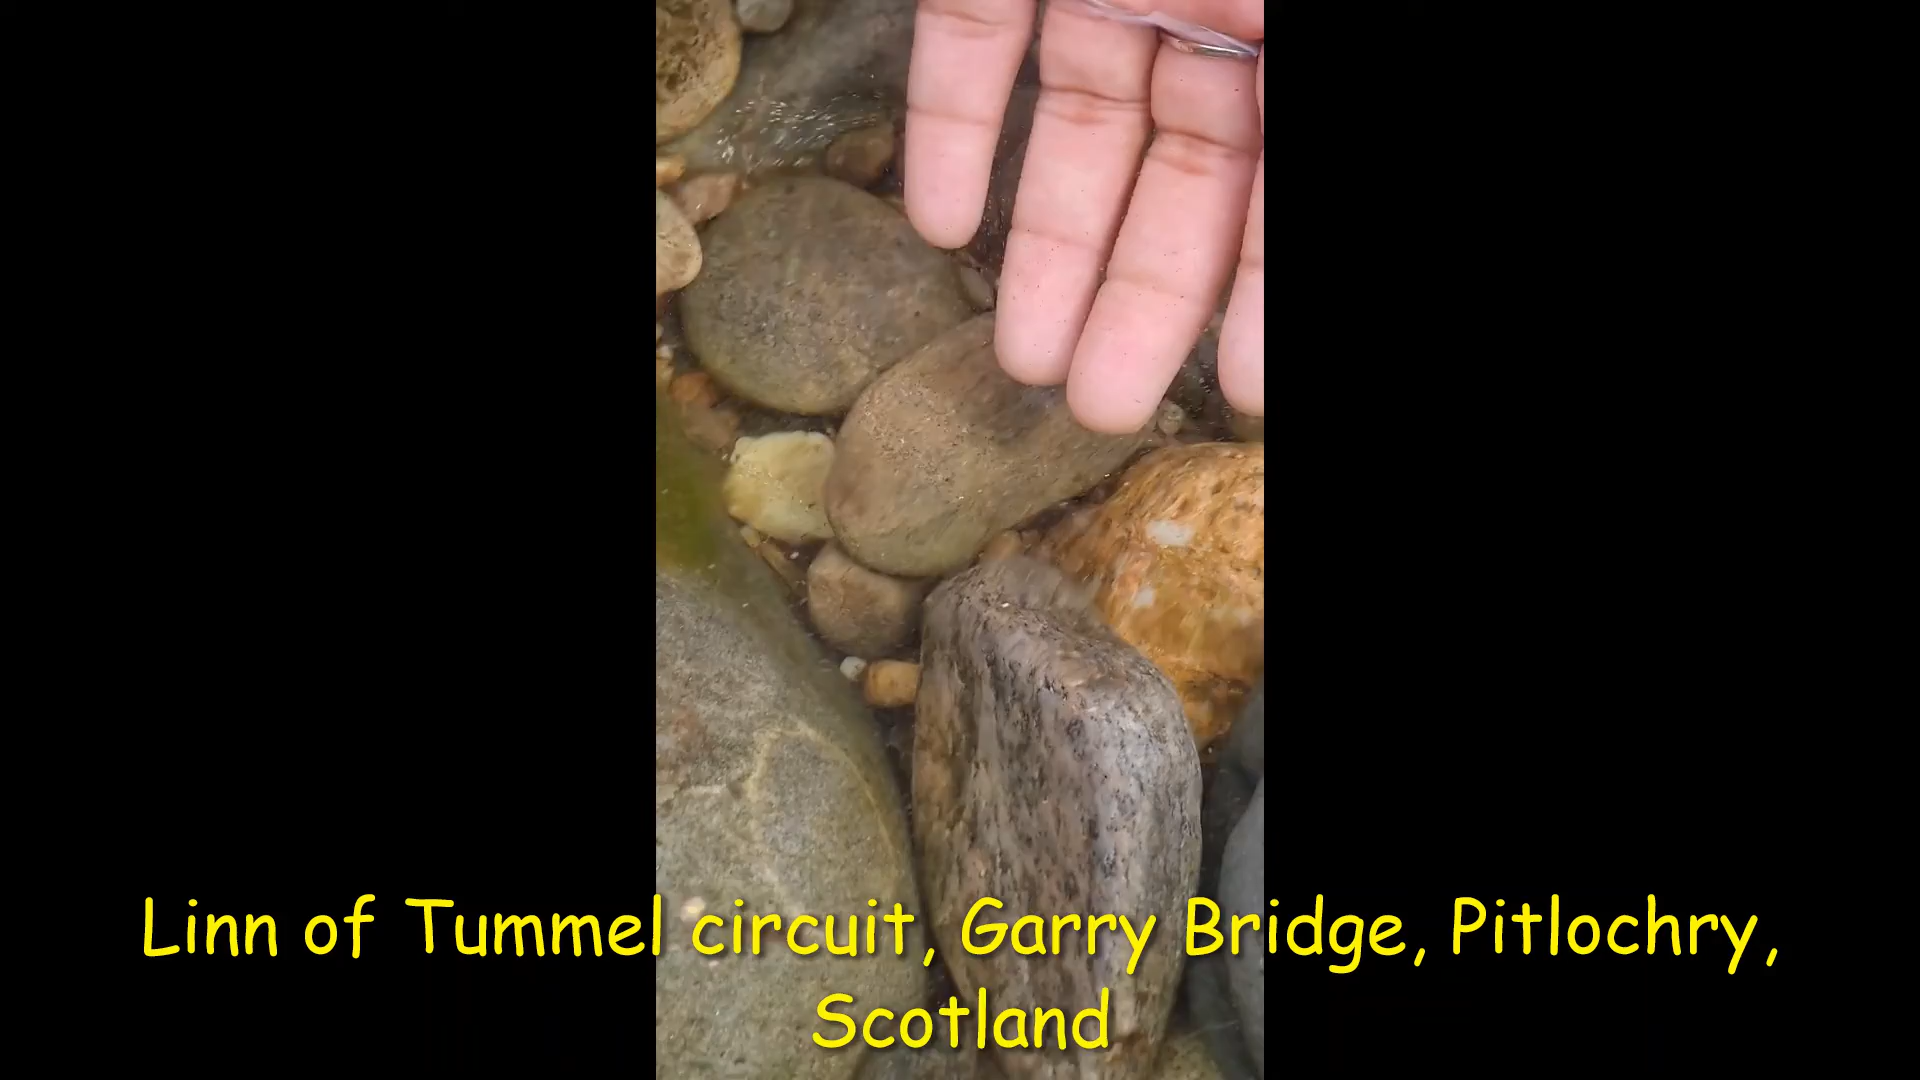 Linn of Tummel circuit, Garry Bridge, Pitlochry,
Scotland